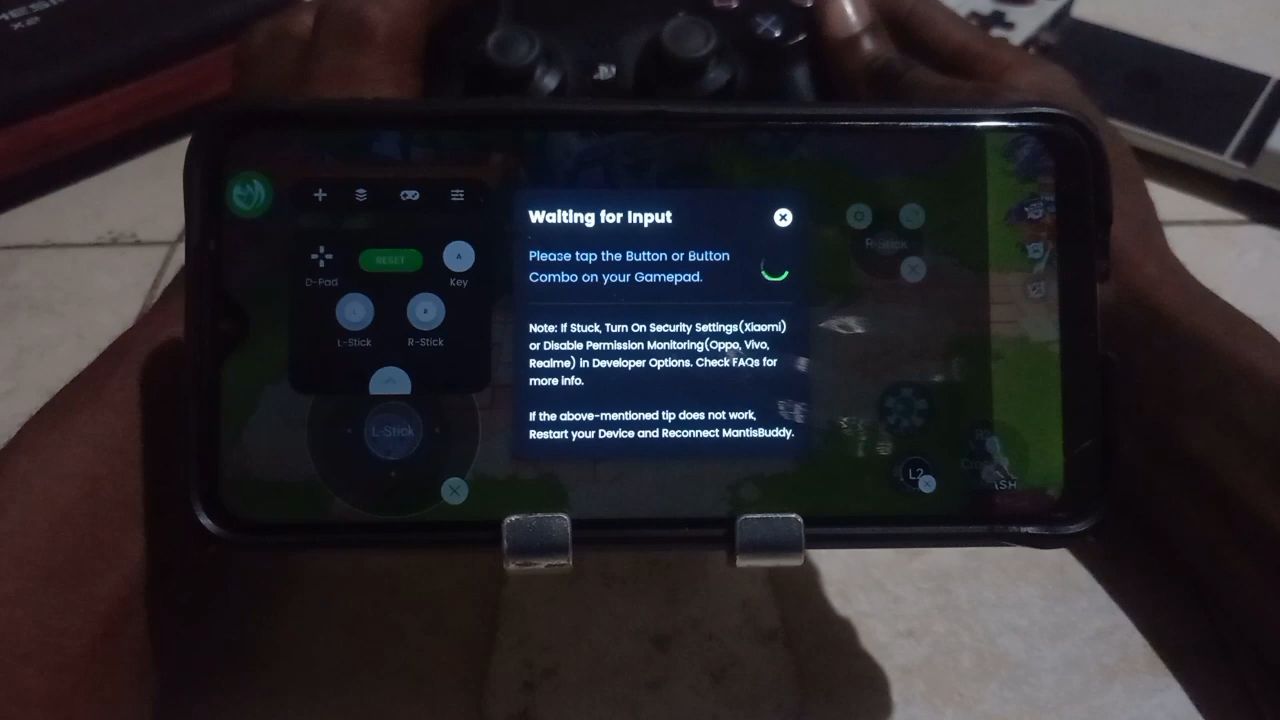 X2
Waiting for Input
Please tap the Button or Button
Combo on your Gamepad.
Note: If Stuck, Turn On Security Settings(Xiaomi)
or Disable Permission Monitoring(Oppo, Vivo,
Realme) in Developer Options. Check FAQs for
more info.
If the above-mentioned tip does not work,
Restart your Device and Reconnect MantisBuddy.
D-Pad
RESET
A
Key
L-Stick
R-Stick
L-Stick
R-Stick
L2